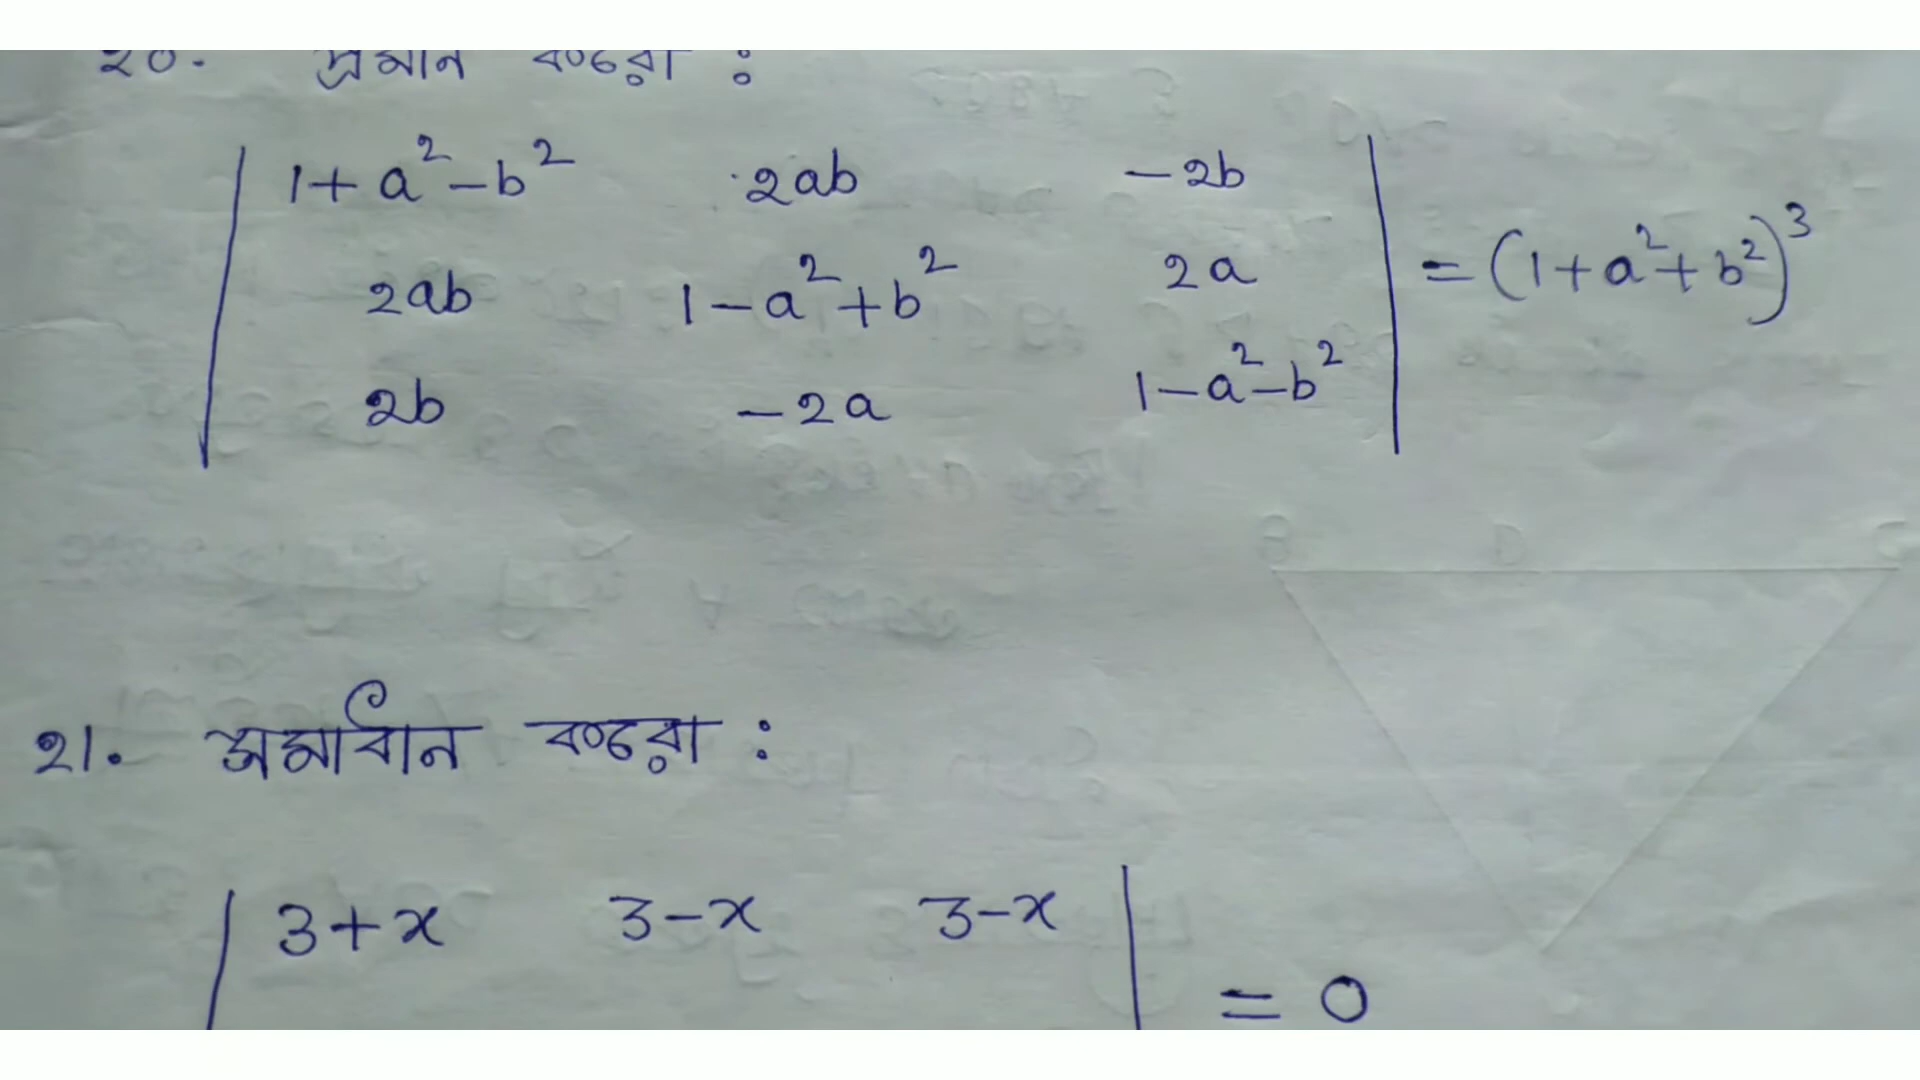 ২০. প্রমান করো :
1+a²-b² 2ab -2b
2ab 1-a²+b² 2a = (1+a²+b²)³
2b -2a 1-a²-b²
২১. সমাধান করো :
3+x 3-x 3-x
= 0